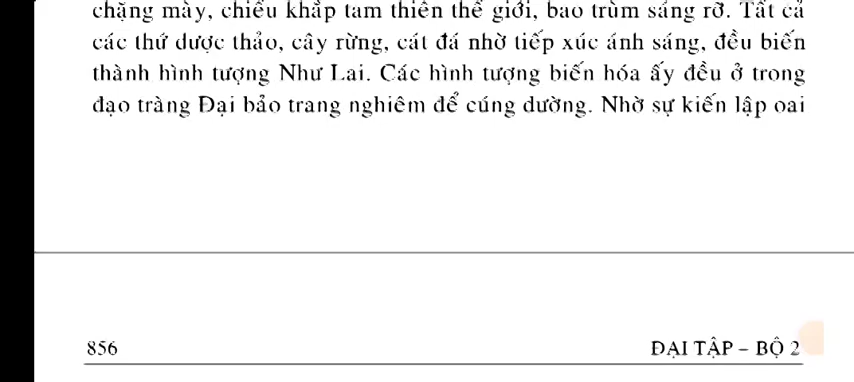 chặng mày, chiếu khắp tam thiên thế giới, bao trùm sáng rỡ. Tất cả
các thứ dược thảo, cây rừng, cát đá nhờ tiếp xúc ánh sáng, đều biến
thành hình tượng Như Lai. Các hình tượng biến hóa ấy đều ở trong
đạo tràng Đại bảo trang nghiêm để cúng dường. Nhờ sự kiến lập oai
856
ĐẠI TẬP – BỘ 2